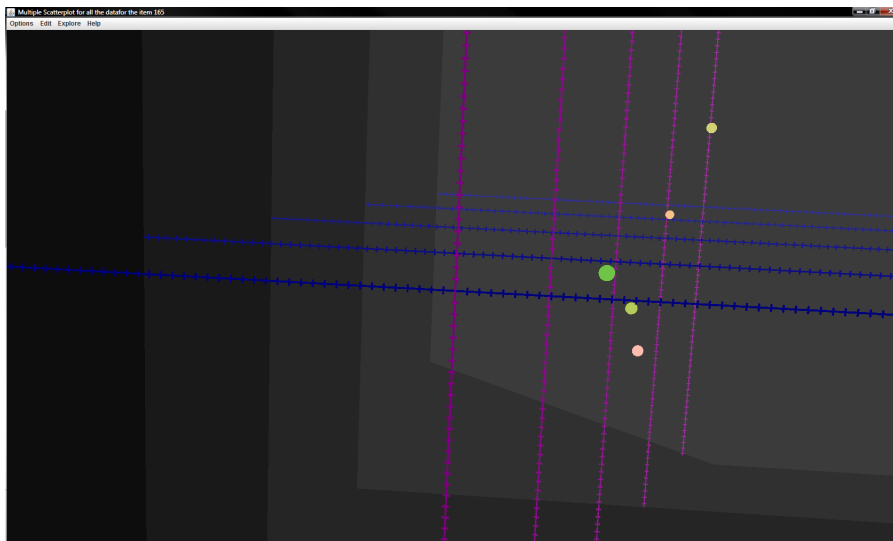 Multiple Scatterplot for all the datafor the item 165
Options Edit Explore Help